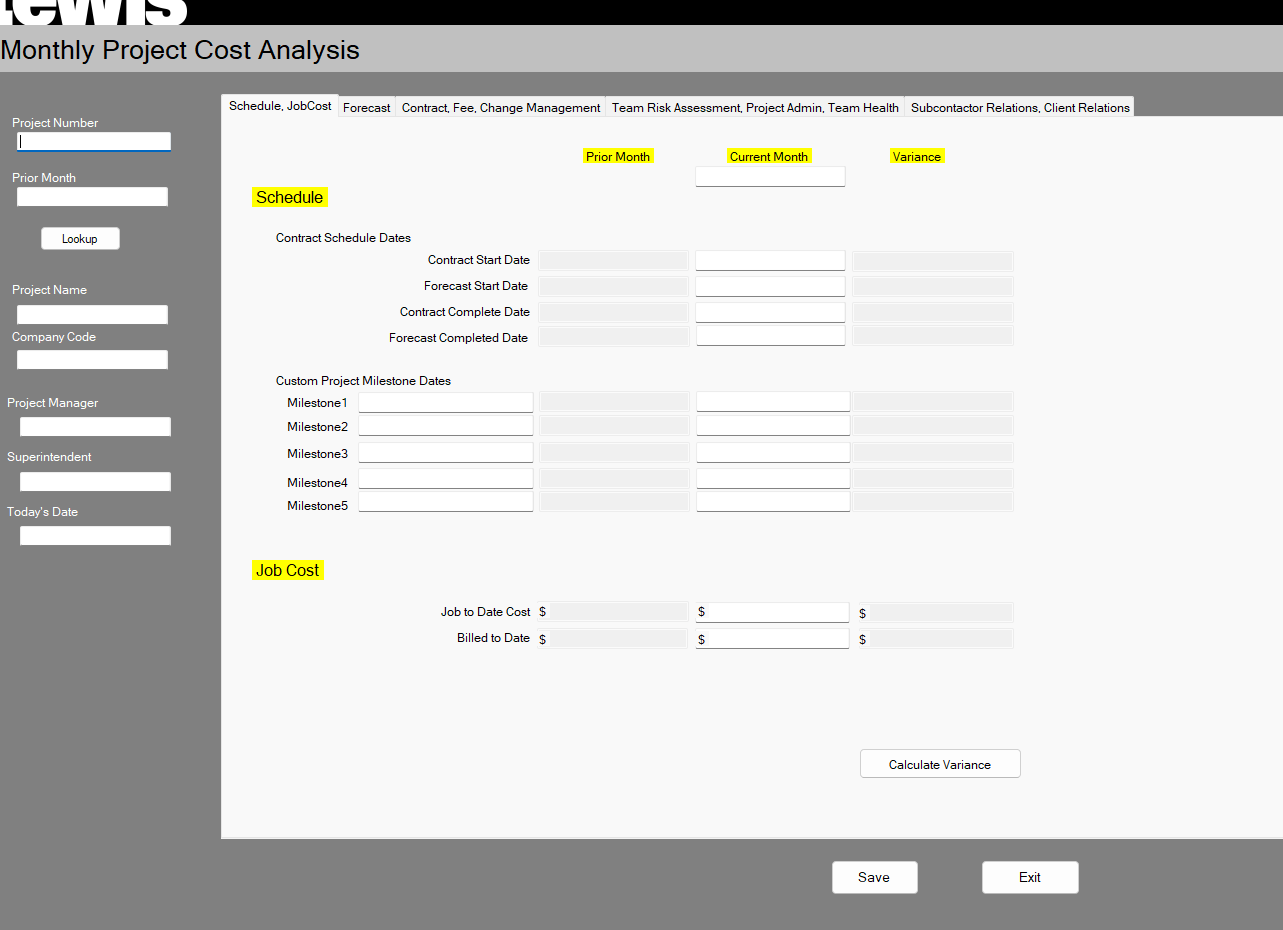 Monthly Project Cost Analysis
Project Number
Prior Month
Lookup
Project Name
Company Code
Project Manager
Superintendent
Today's Date
Schedule, JobCost Forecast Contract, Fee, Change Management Team Risk Assessment, Project Admin, Team Health Subcontactor Relations, Client Relations
Prior Month Current Month Variance
Schedule
Contract Schedule Dates
Contract Start Date
Forecast Start Date
Contract Complete Date
Forecast Completed Date
Custom Project Milestone Dates
Milestone1
Milestone2
Milestone3
Milestone4
Milestone5
Job Cost
Job to Date Cost $ $ $
Billed to Date $ $ $
Calculate Variance
Save Exit